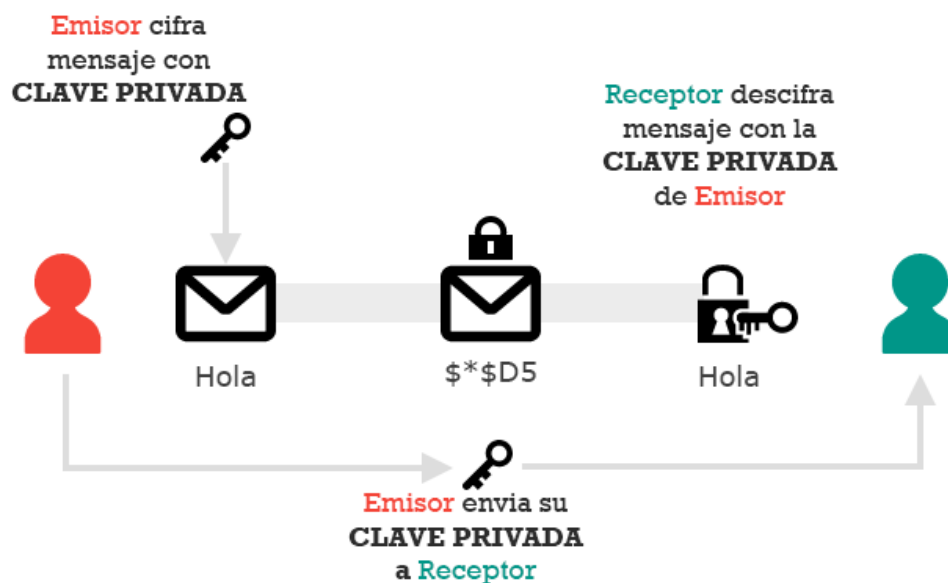 Emisor cifra
mensaje con
CLAVE PRIVADA
Receptor descifra
mensaje con la
CLAVE PRIVADA
de Emisor
Hola
$*$D5
Hola
Emisor envia su
CLAVE PRIVADA
a Receptor